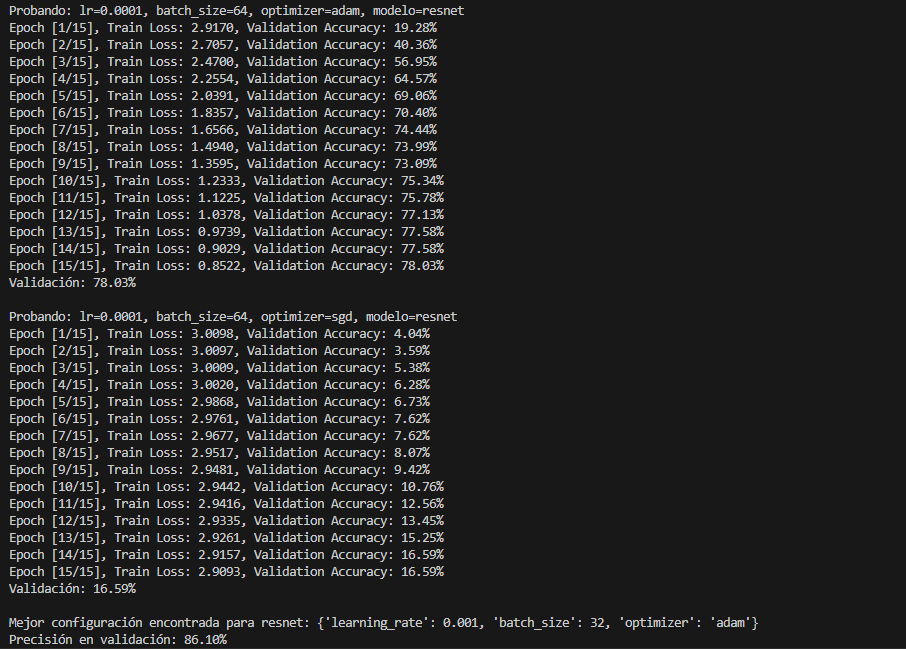 Probando: lr=0.0001, batch_size=64, optimizer=adam, modelo=resnet
Epoch [1/15], Train Loss: 2.9170, Validation Accuracy: 19.28%
Epoch [2/15], Train Loss: 2.7057, Validation Accuracy: 40.36%
Epoch [3/15], Train Loss: 2.4700, Validation Accuracy: 56.95%
Epoch [4/15], Train Loss: 2.2554, Validation Accuracy: 64.57%
Epoch [5/15], Train Loss: 2.0391, Validation Accuracy: 69.06%
Epoch [6/15], Train Loss: 1.8357, Validation Accuracy: 70.40%
Epoch [7/15], Train Loss: 1.6566, Validation Accuracy: 74.44%
Epoch [8/15], Train Loss: 1.4940, Validation Accuracy: 73.99%
Epoch [9/15], Train Loss: 1.3595, Validation Accuracy: 73.09%
Epoch [10/15], Train Loss: 1.2333, Validation Accuracy: 75.34%
Epoch [11/15], Train Loss: 1.1225, Validation Accuracy: 75.78%
Epoch [12/15], Train Loss: 1.0378, Validation Accuracy: 77.13%
Epoch [13/15], Train Loss: 0.9739, Validation Accuracy: 77.58%
Epoch [14/15], Train Loss: 0.9029, Validation Accuracy: 77.58%
Epoch [15/15], Train Loss: 0.8522, Validation Accuracy: 78.03%
Validación: 78.03%

Probando: lr=0.0001, batch_size=64, optimizer=sgd, modelo=resnet
Epoch [1/15], Train Loss: 3.0098, Validation Accuracy: 4.04%
Epoch [2/15], Train Loss: 3.0097, Validation Accuracy: 3.59%
Epoch [3/15], Train Loss: 3.0009, Validation Accuracy: 5.38%
Epoch [4/15], Train Loss: 3.0020, Validation Accuracy: 6.28%
Epoch [5/15], Train Loss: 2.9868, Validation Accuracy: 6.73%
Epoch [6/15], Train Loss: 2.9761, Validation Accuracy: 7.62%
Epoch [7/15], Train Loss: 2.9677, Validation Accuracy: 7.62%
Epoch [8/15], Train Loss: 2.9517, Validation Accuracy: 8.07%
Epoch [9/15], Train Loss: 2.9481, Validation Accuracy: 9.42%
Epoch [10/15], Train Loss: 2.9442, Validation Accuracy: 10.76%
Epoch [11/15], Train Loss: 2.9416, Validation Accuracy: 12.56%
Epoch [12/15], Train Loss: 2.9335, Validation Accuracy: 13.45%
Epoch [13/15], Train Loss: 2.9261, Validation Accuracy: 15.25%
Epoch [14/15], Train Loss: 2.9157, Validation Accuracy: 16.59%
Epoch [15/15], Train Loss: 2.9093, Validation Accuracy: 16.59%
Validación: 16.59%

Mejor configuración encontrada para resnet: {'learning_rate': 0.001, 'batch_size': 32, 'optimizer': 'adam'}
Precisión en validación: 86.10%